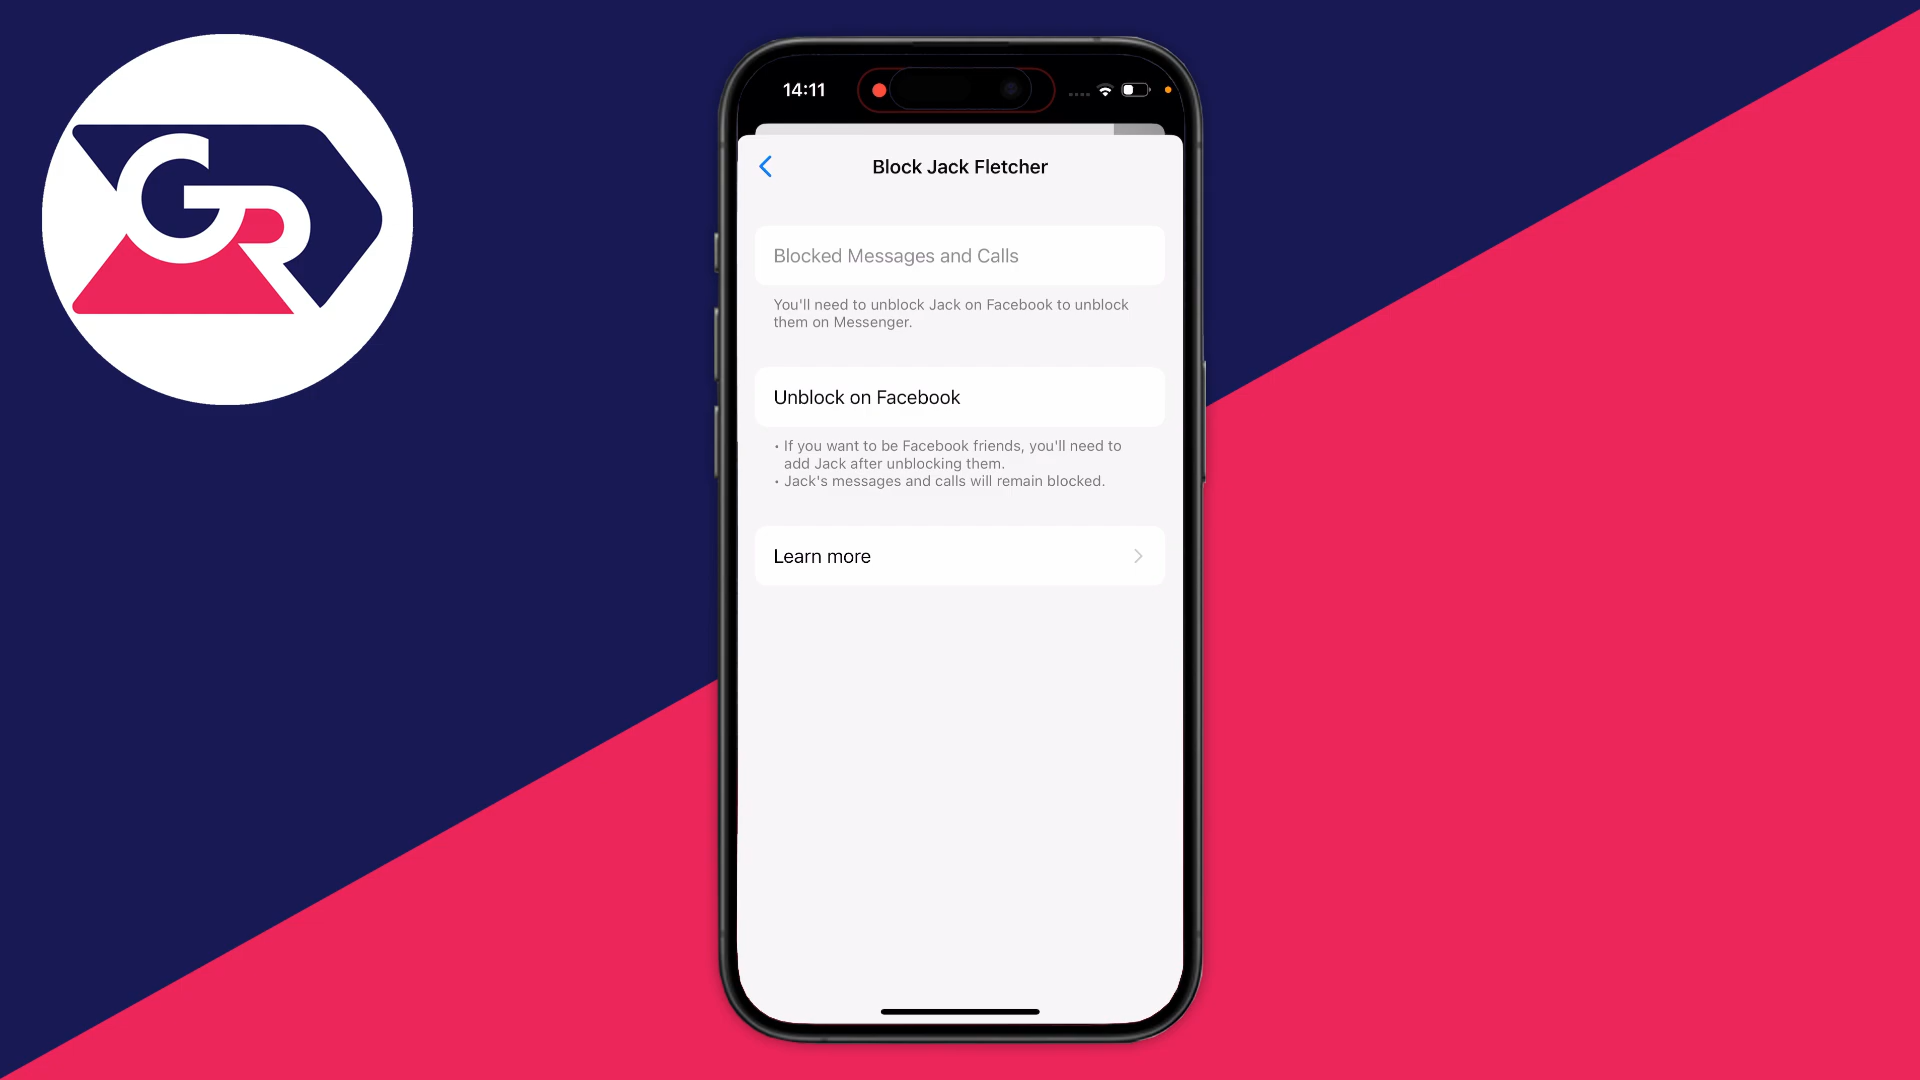 GR
14:11
Block Jack Fletcher
Blocked Messages and Calls
You'll need to unblock Jack on Facebook to unblock
them on Messenger.
Unblock on Facebook
• If you want to be Facebook friends, you'll need to
add Jack after unblocking them.
• Jack's messages and calls will remain blocked.
Learn more